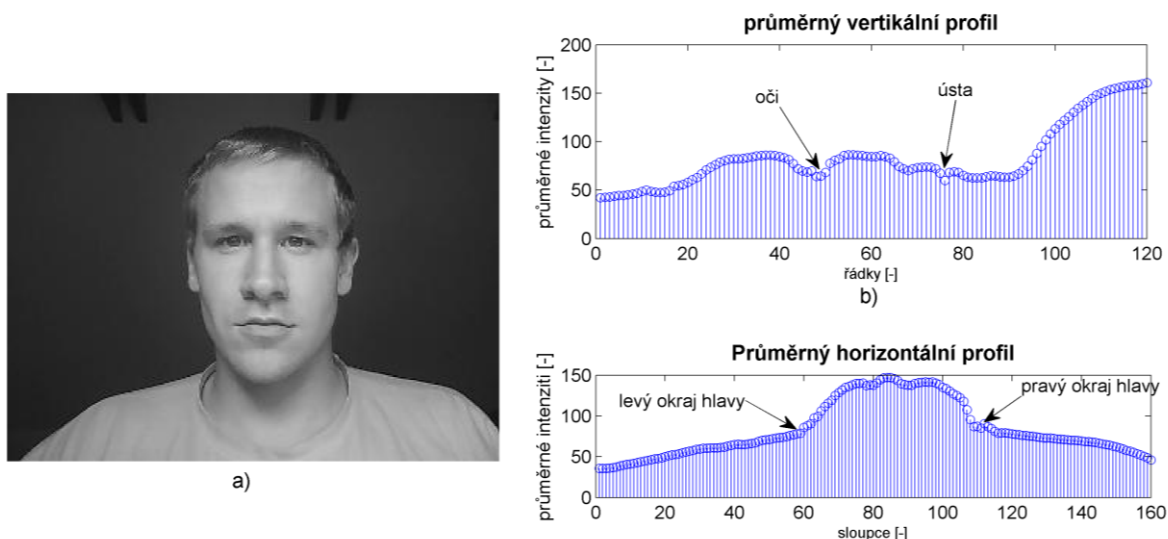 a)
průměrný vertikální profil
průměrné intenzity [-]
200
150
100
50
0
oči
ústa
0 20 40 60 80 100 120
řádky [-]
b)
Průměrný horizontální profil
průměrné intenziti [-]
150
100
50
0
levý okraj hlavy
pravý okraj hlavy
0 20 40 60 80 100 120 140 160
sloupce [-]